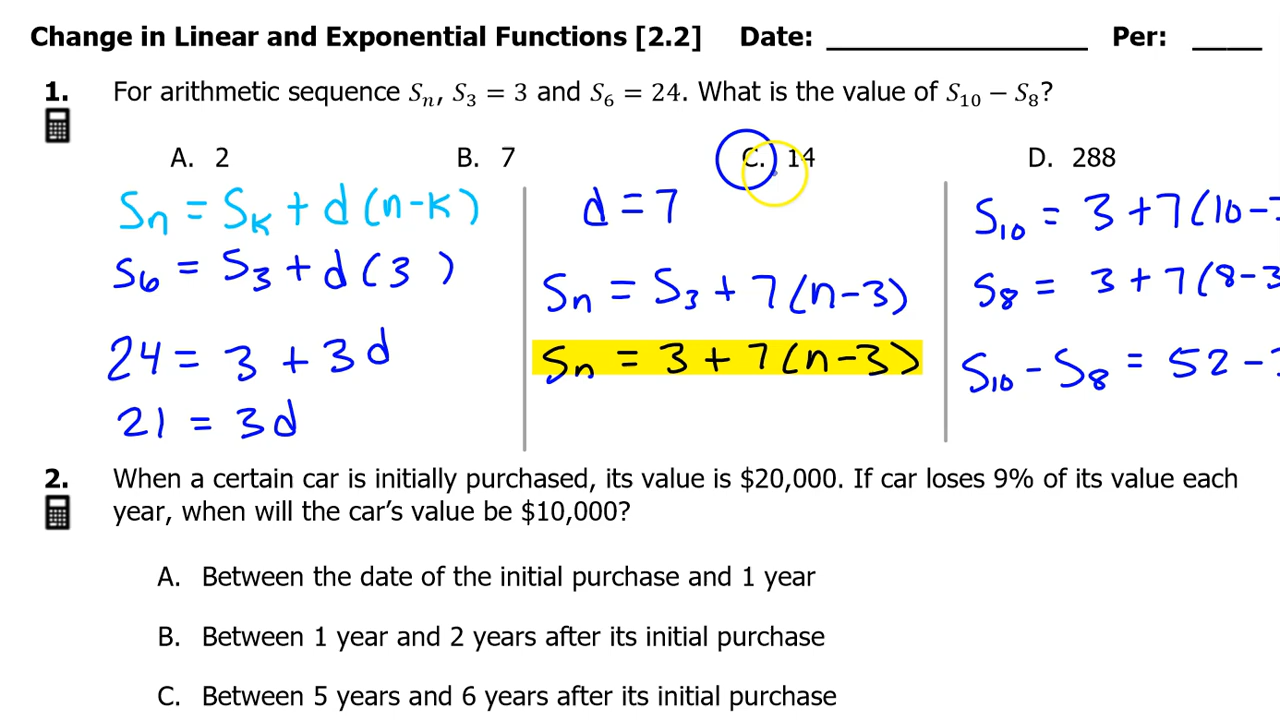 Change in Linear and Exponential Functions [2.2] Date: ____________ Per: ____
1. For arithmetic sequence Sₙ, S₃ = 3 and S₆ = 24. What is the value of S₁₀ − S₈?
A. 2 B. 7 C. 14 D. 288
Sₙ = Sₖ + d(n-k)
S₆ = S₃ + d(3 )
24 = 3 + 3d
21 = 3d
d = 7
Sₙ = S₃ + 7(n-3)
Sₙ = 3 + 7(n-3)
S₁₀ = 3 + 7(10-
S₈ = 3 + 7(8-3
S₁₀ - S₈ = 52 -
2. When a certain car is initially purchased, its value is $20,000. If car loses 9% of its value each
year, when will the car's value be $10,000?
A. Between the date of the initial purchase and 1 year
B. Between 1 year and 2 years after its initial purchase
C. Between 5 years and 6 years after its initial purchase